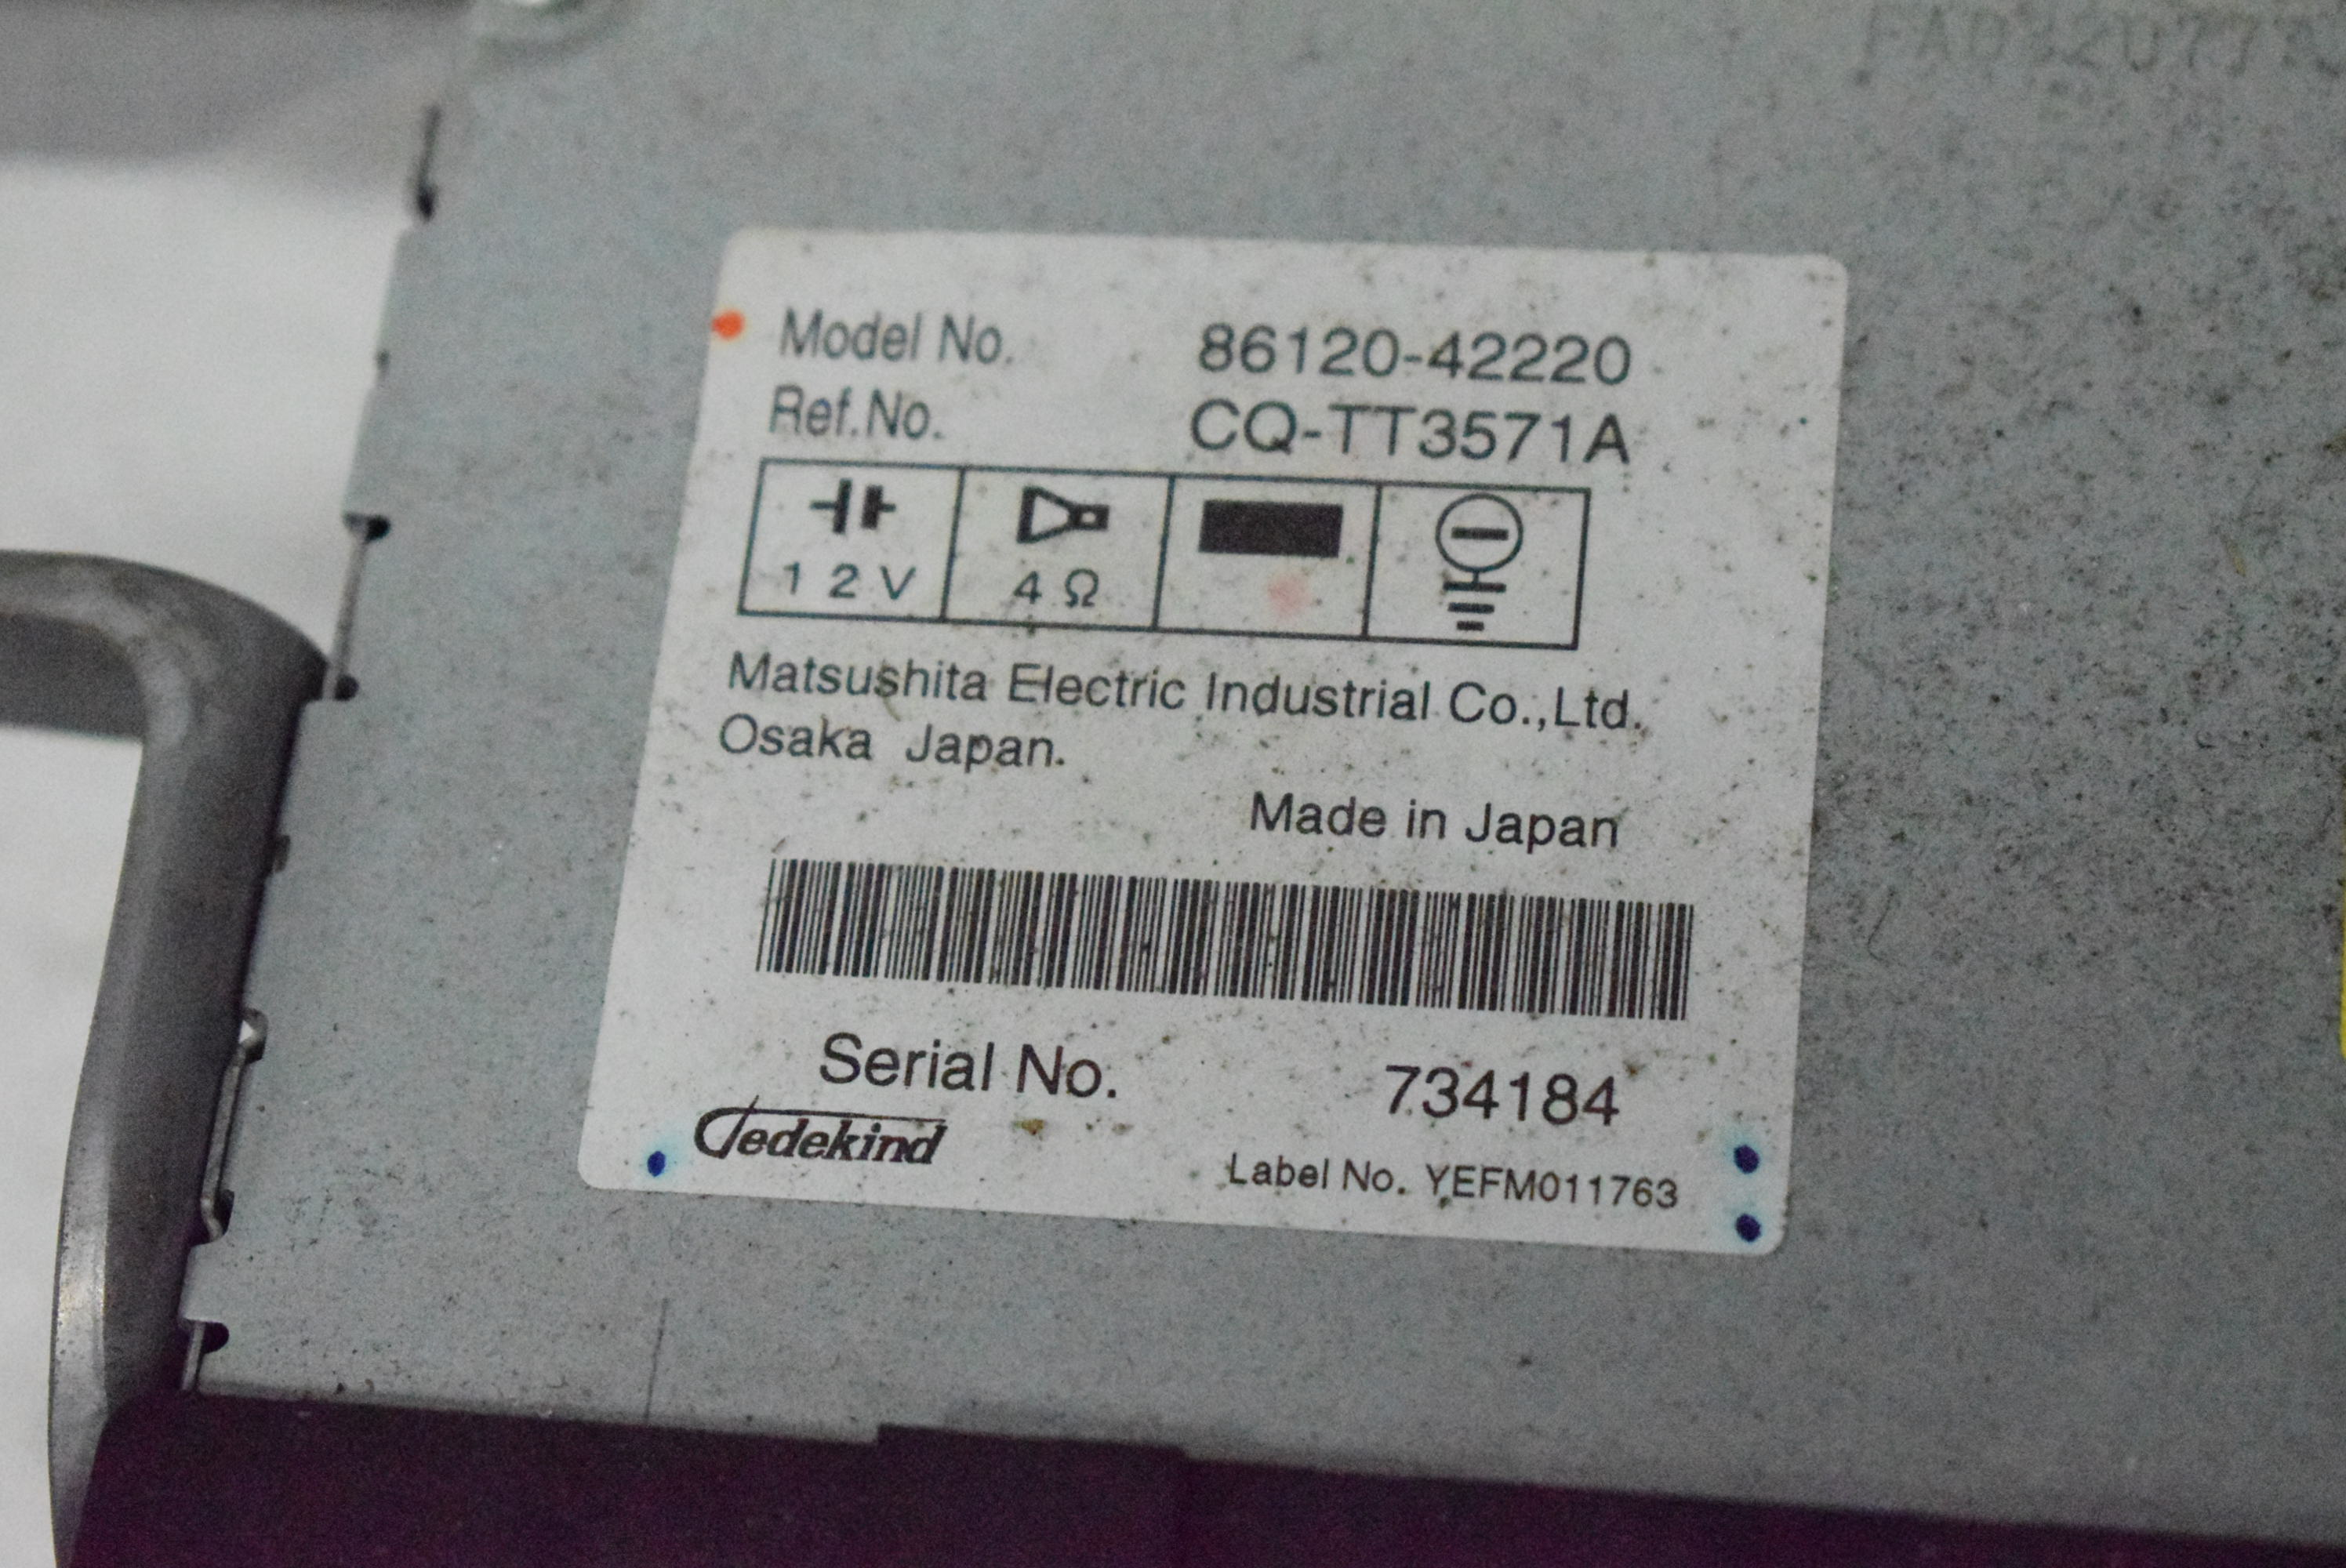 Model No. 86120-42220
Ref.No. CQ-TT3571A
12V 4Ω
Matsushita Electric Industrial Co.,Ltd.
Osaka Japan.
Made in Japan
Serial No. 734184
Jedekind
Label No. YEFM011763